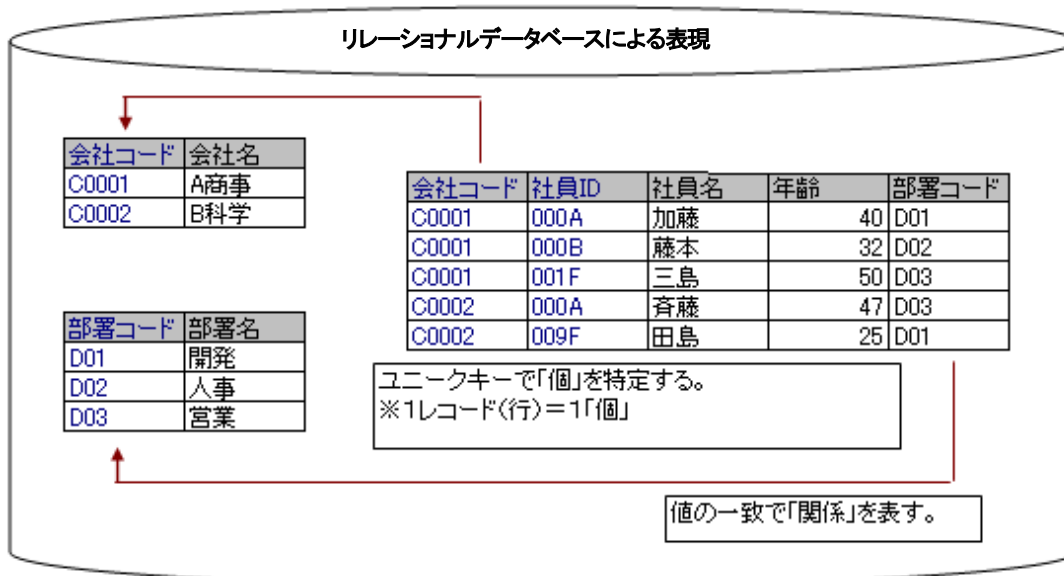 リレーショナルデータベースによる表現
会社コード 会社名
C0001 A商事
C0002 B科学
会社コード 社員ID 社員名 年齢 部署コード
C0001 000A 加藤 40 D01
C0001 000B 藤本 32 D02
C0001 001F 三島 50 D03
C0002 000A 斉藤 47 D03
C0002 009F 田島 25 D01
部署コード 部署名
D01 開発
D02 人事
D03 営業
ユニークキーで「個」を特定する。
※1レコード(行)=1「個」
値の一致で「関係」を表す。